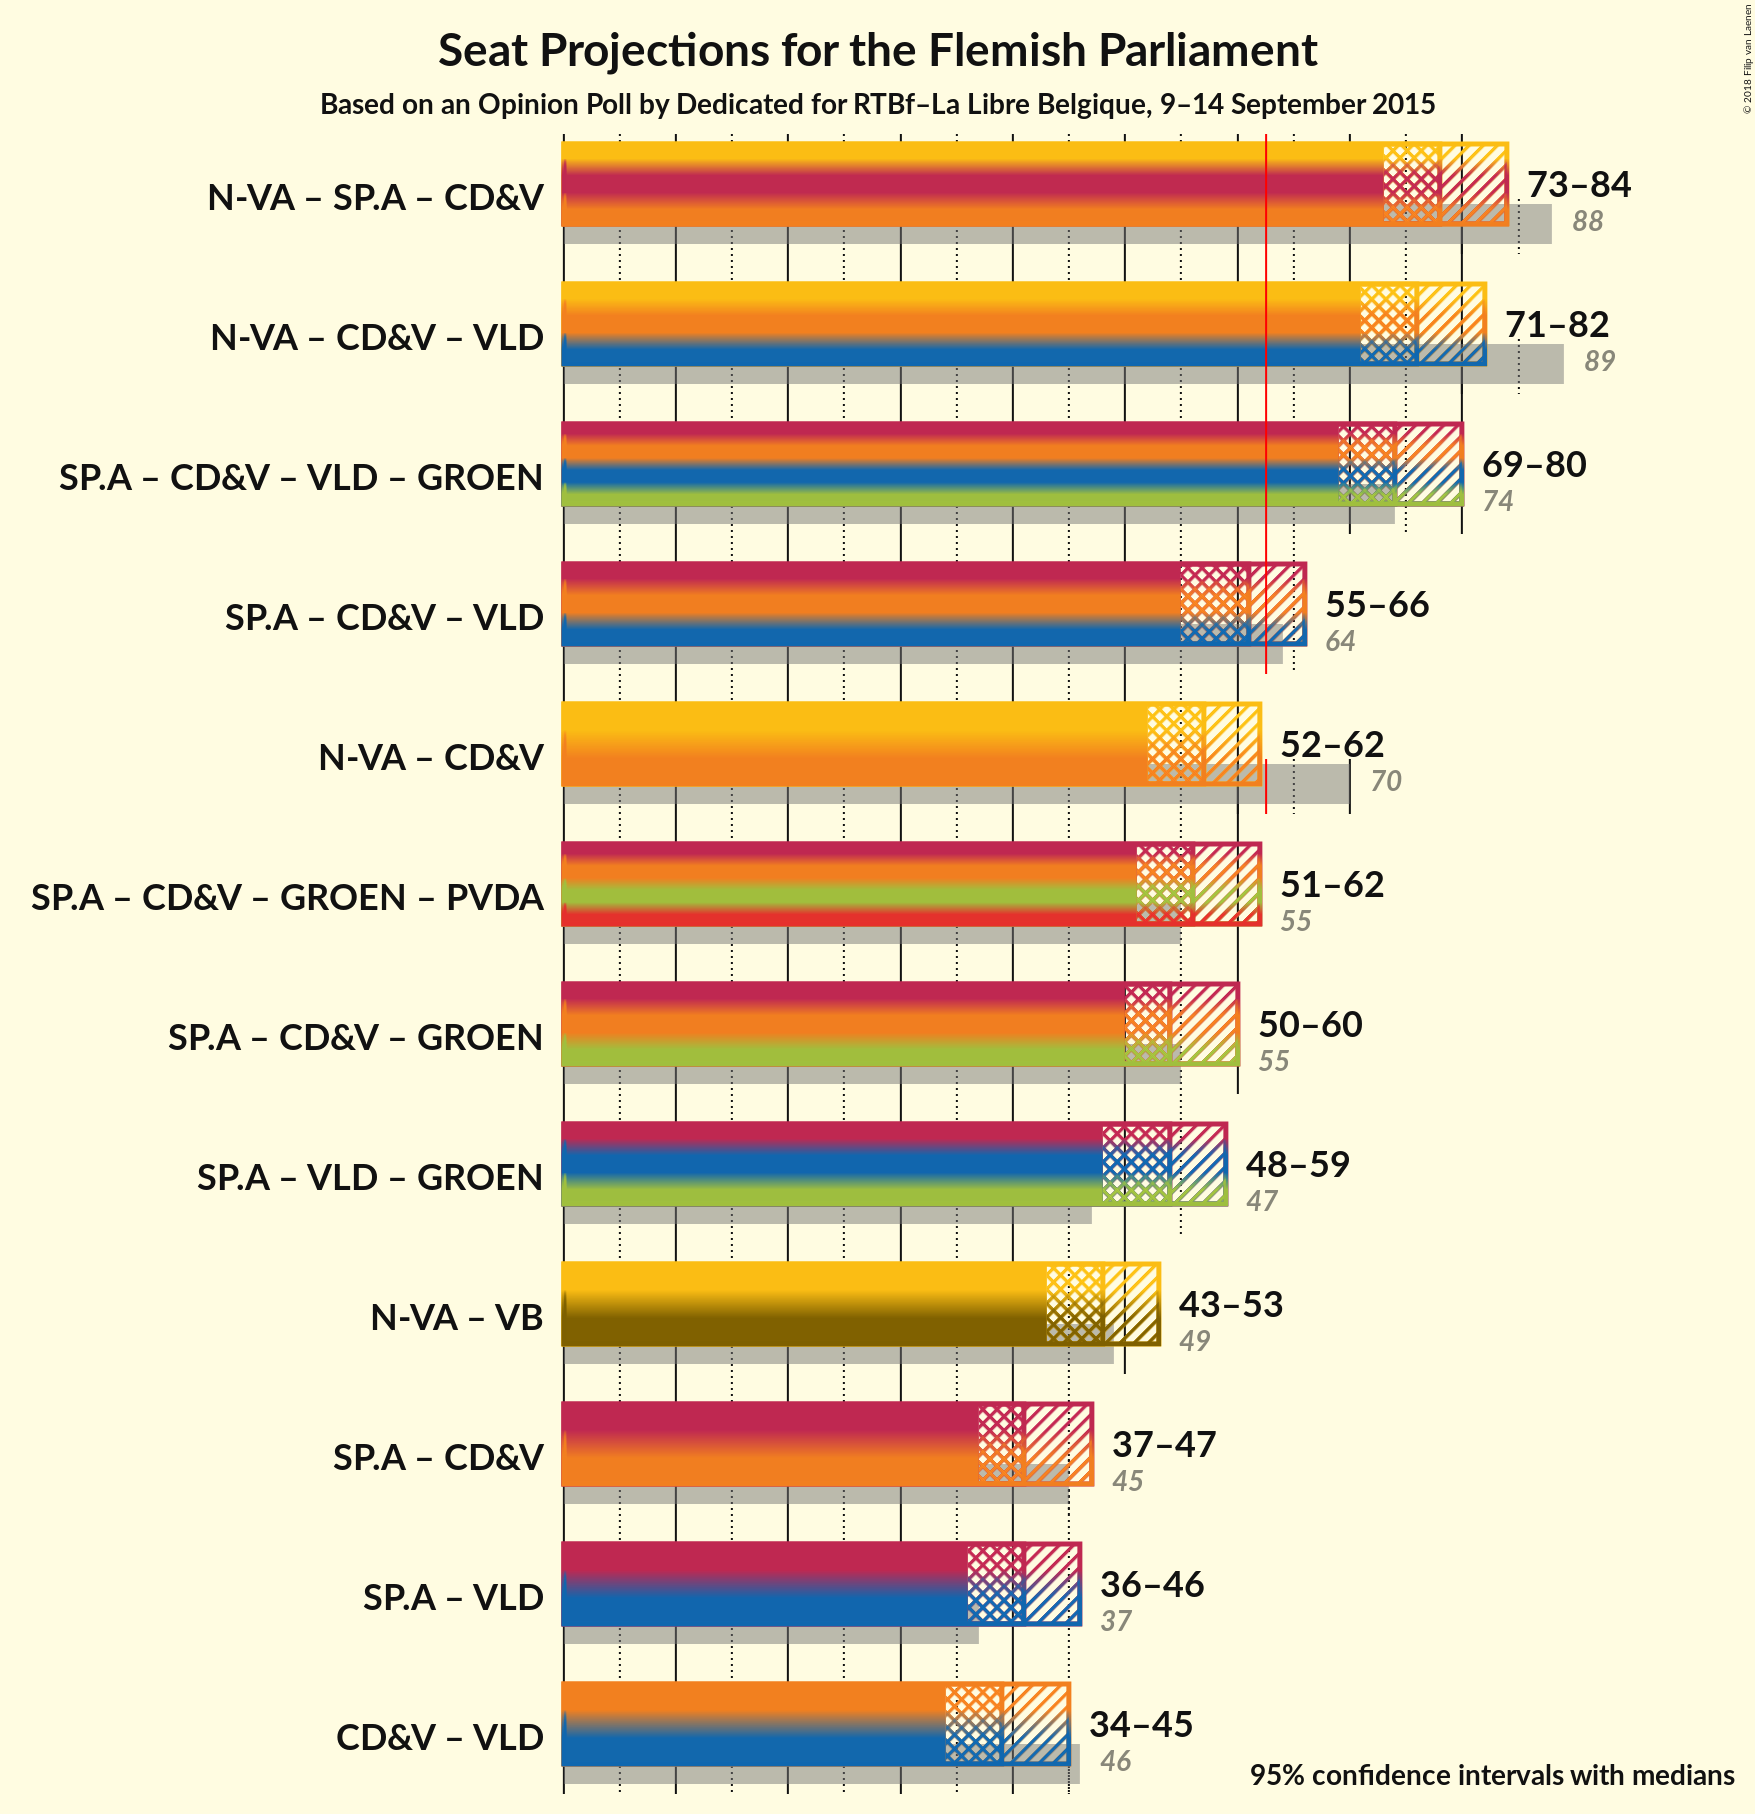 Seat Projections for the Flemish Parliament
Based on an Opinion Poll by Dedicated for RTBf–La Libre Belgique, 9–14 September 2015
© 2018 Filip van Laenen
N-VA – SP.A – CD&V
73–84
88
N-VA – CD&V – VLD
71–82
89
SP.A – CD&V – VLD – GROEN
69–80
74
SP.A – CD&V – VLD
55–66
64
N-VA – CD&V
52–62
70
SP.A – CD&V – GROEN – PVDA
51–62
55
SP.A – CD&V – GROEN
50–60
55
SP.A – VLD – GROEN
48–59
47
N-VA – VB
43–53
49
SP.A – CD&V
37–47
45
SP.A – VLD
36–46
37
CD&V – VLD
34–45
46
95% confidence intervals with medians